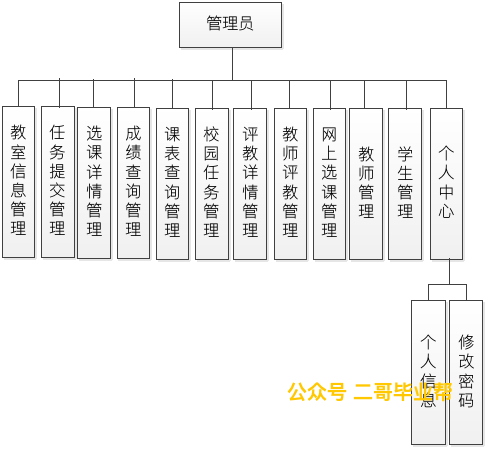 管理员
教室信息管理
任务提交管理
选课详情管理
成绩查询管理
课表查询管理
校园任务管理
评教详情管理
教师评教管理
网上选课管理
教师管理
学生管理
个人中心
个人信息
修改密码
公众号 二哥毕业帮